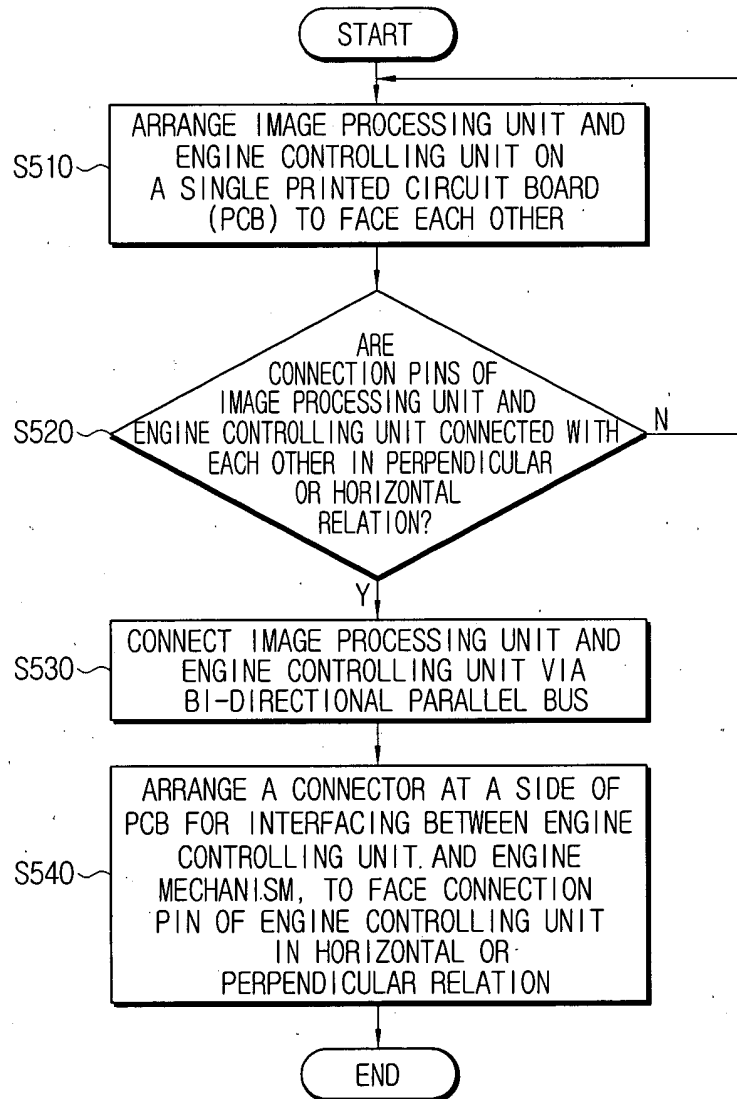 START
ARRANGE IMAGE PROCESSING UNIT AND
ENGINE CONTROLLING UNIT ON
A SINGLE PRINTED CIRCUIT BOARD
(PCB) TO FACE EACH OTHER
S510
ARE
CONNECTION PINS OF
IMAGE PROCESSING UNIT AND
ENGINE CONTROLLING UNIT CONNECTED WITH
EACH OTHER IN PERPENDICULAR
OR HORIZONTAL
RELATION?
S520
N
Y
CONNECT IMAGE PROCESSING UNIT AND
ENGINE CONTROLLING UNIT VIA
BI-DIRECTIONAL PARALLEL BUS
S530
ARRANGE A CONNECTOR AT A SIDE OF
PCB FOR INTERFACING BETWEEN ENGINE
CONTROLLING UNIT AND ENGINE
MECHANISM, TO FACE CONNECTION
PIN OF ENGINE CONTROLLING UNIT
IN HORIZONTAL OR
PERPENDICULAR RELATION
S540
END